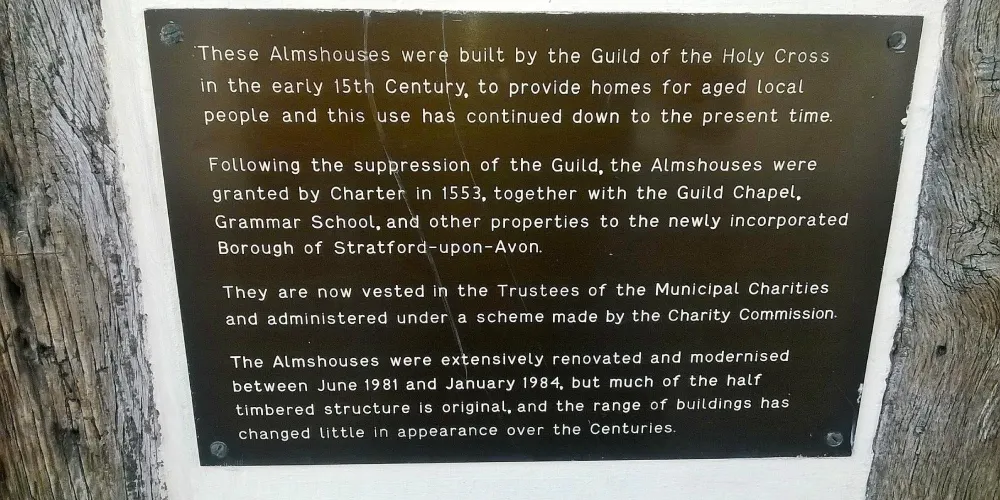 These Almshouses were built by the Guild of the Holy Cross
in the early 15th Century, to provide homes for aged local
people and this use has continued down to the present time.
Following the suppression of the Guild, the Almshouses were
granted by Charter in 1553, together with the Guild Chapel,
Grammar School, and other properties to the newly incorporated
Borough of Stratford-upon-Avon.
They are now vested in the Trustees of the Municipal Charities
and administered under a scheme made by the Charity Commission.
The Almshouses were extensively renovated and modernised
between June 1981 and January 1984, but much of the half
timbered structure is original, and the range of buildings has
changed little in appearance over the Centuries.